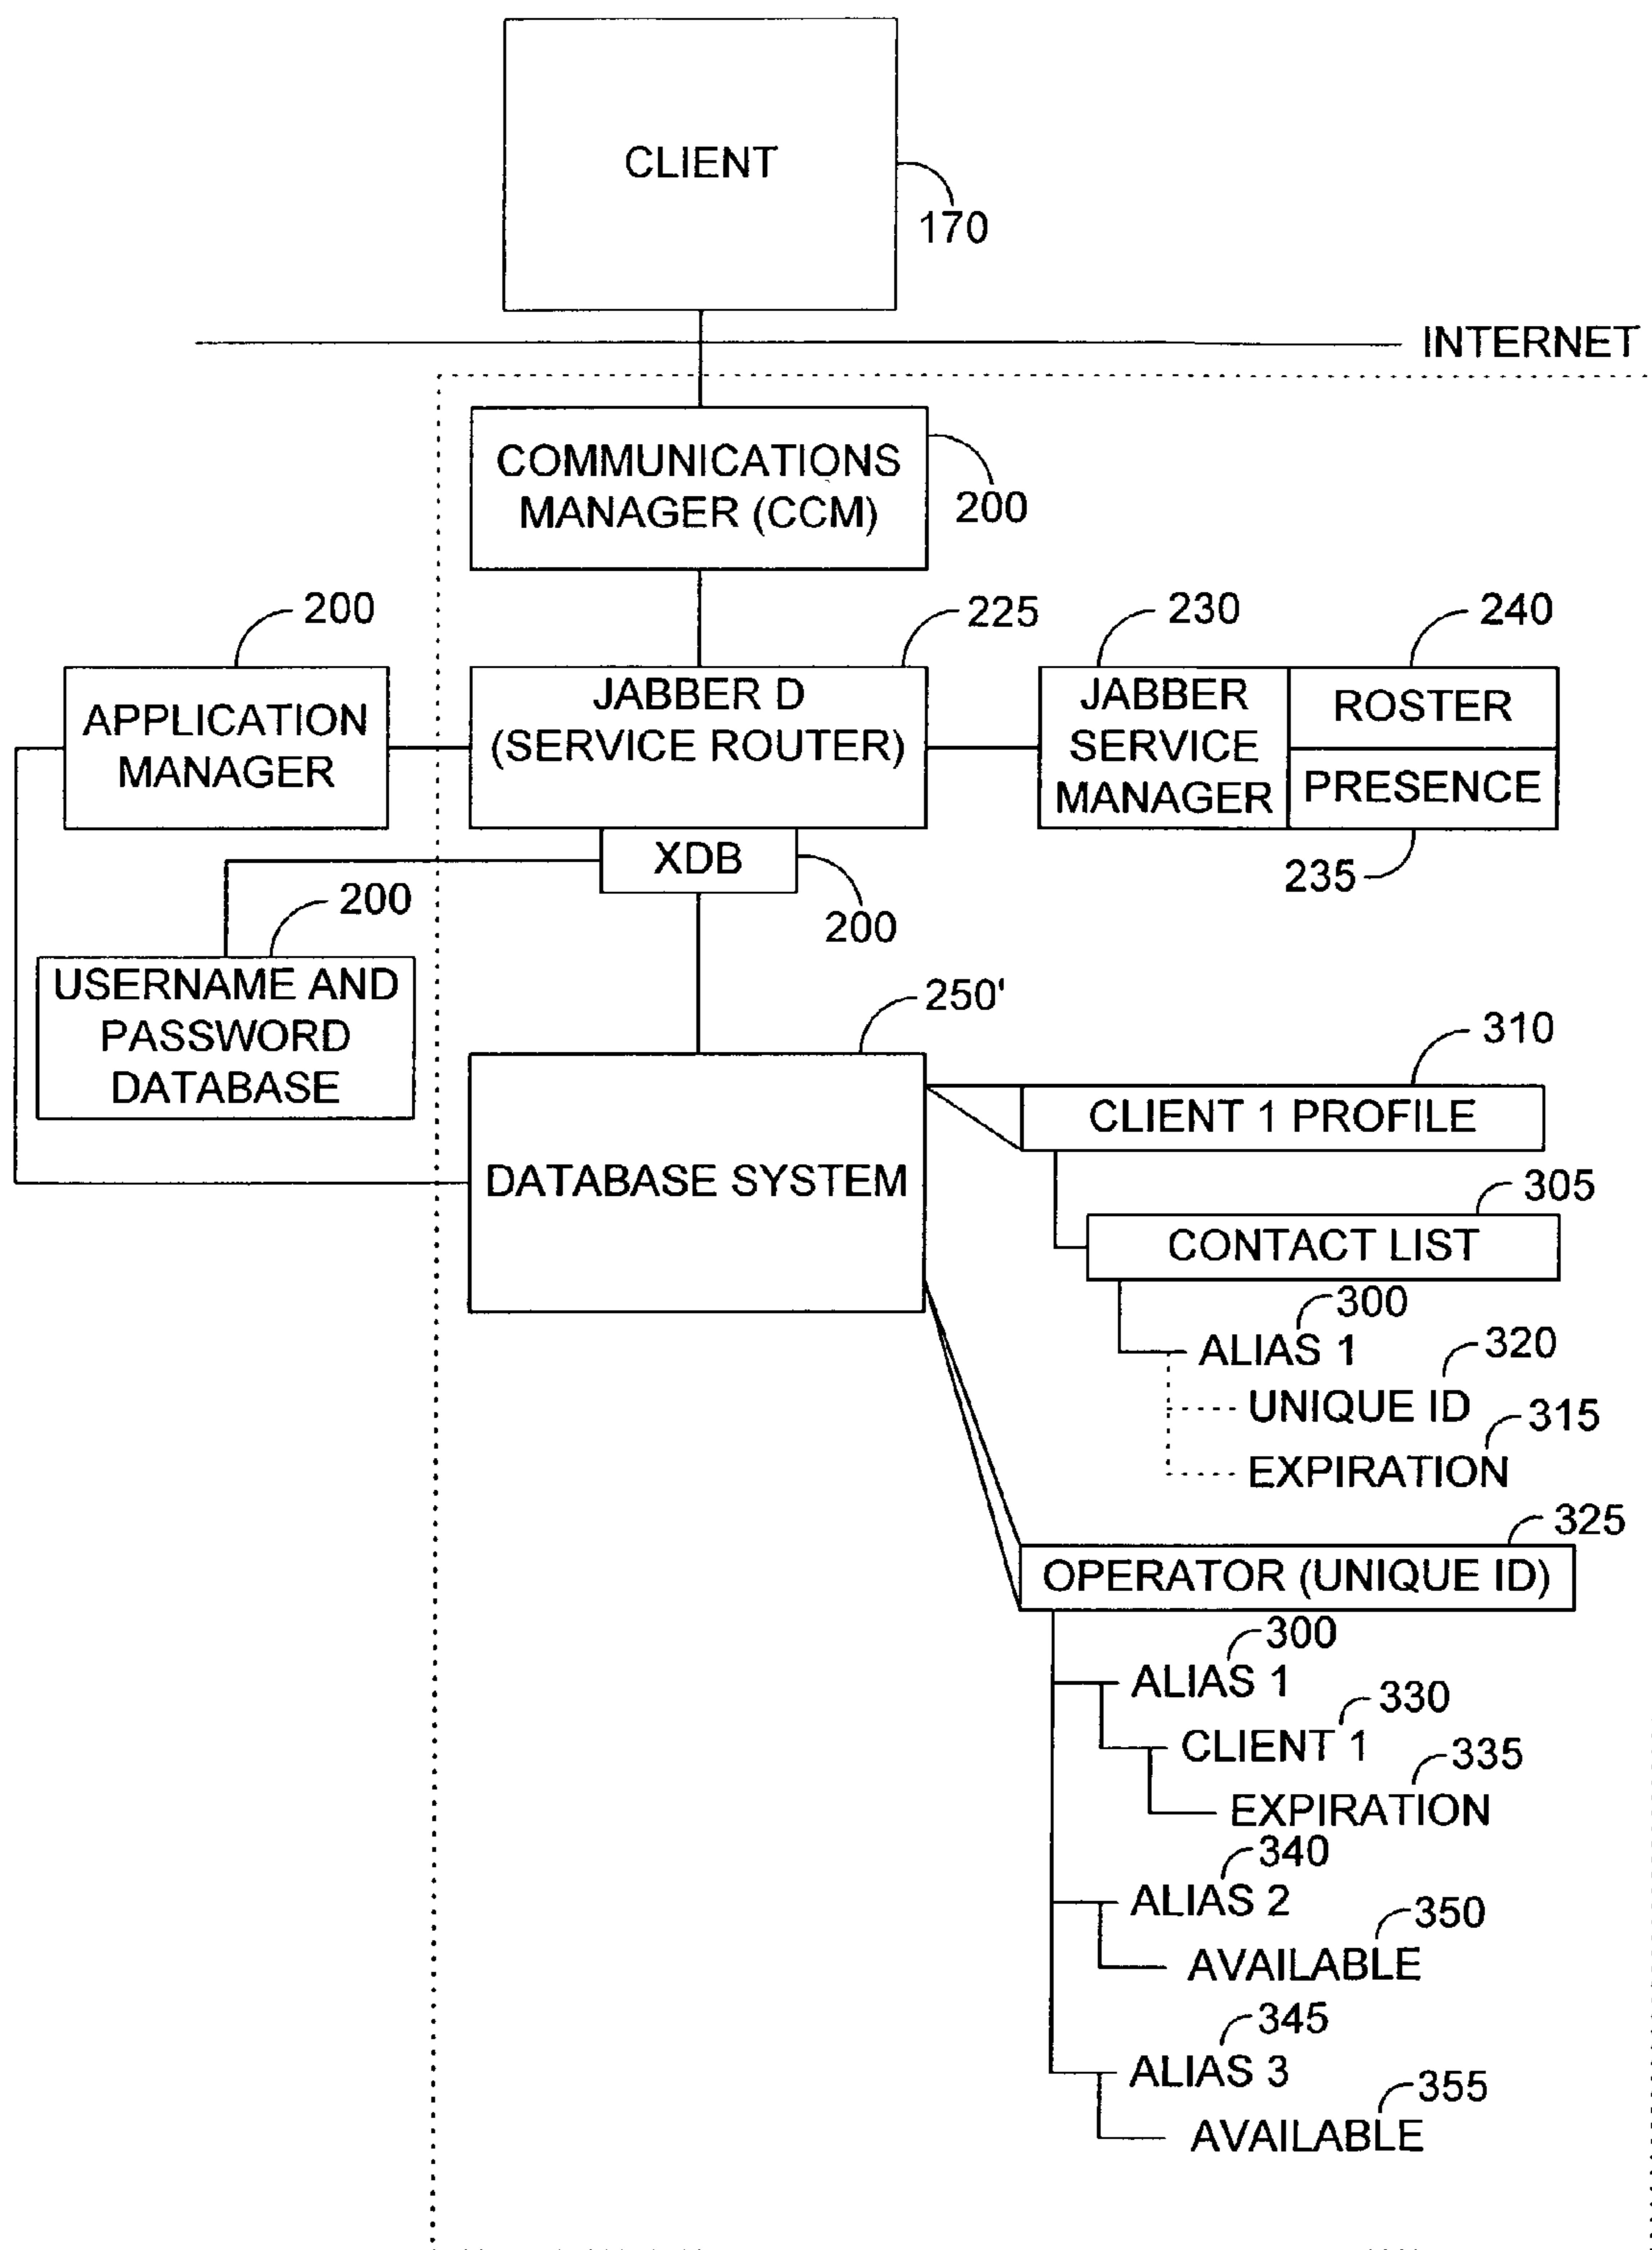 CLIENT
170
INTERNET
COMMUNICATIONS
MANAGER (CCM)
200
200
225
230
240
APPLICATION
MANAGER
JABBER D
(SERVICE ROUTER)
JABBER
SERVICE
MANAGER
ROSTER
PRESENCE
235
XDB
200
200
USERNAME AND
PASSWORD
DATABASE
250'
DATABASE SYSTEM
310
CLIENT 1 PROFILE
305
CONTACT LIST
300
ALIAS 1
320
UNIQUE ID
315
EXPIRATION
325
OPERATOR (UNIQUE ID)
300
ALIAS 1
330
CLIENT 1
335
EXPIRATION
340
ALIAS 2
350
AVAILABLE
345
ALIAS 3
355
AVAILABLE